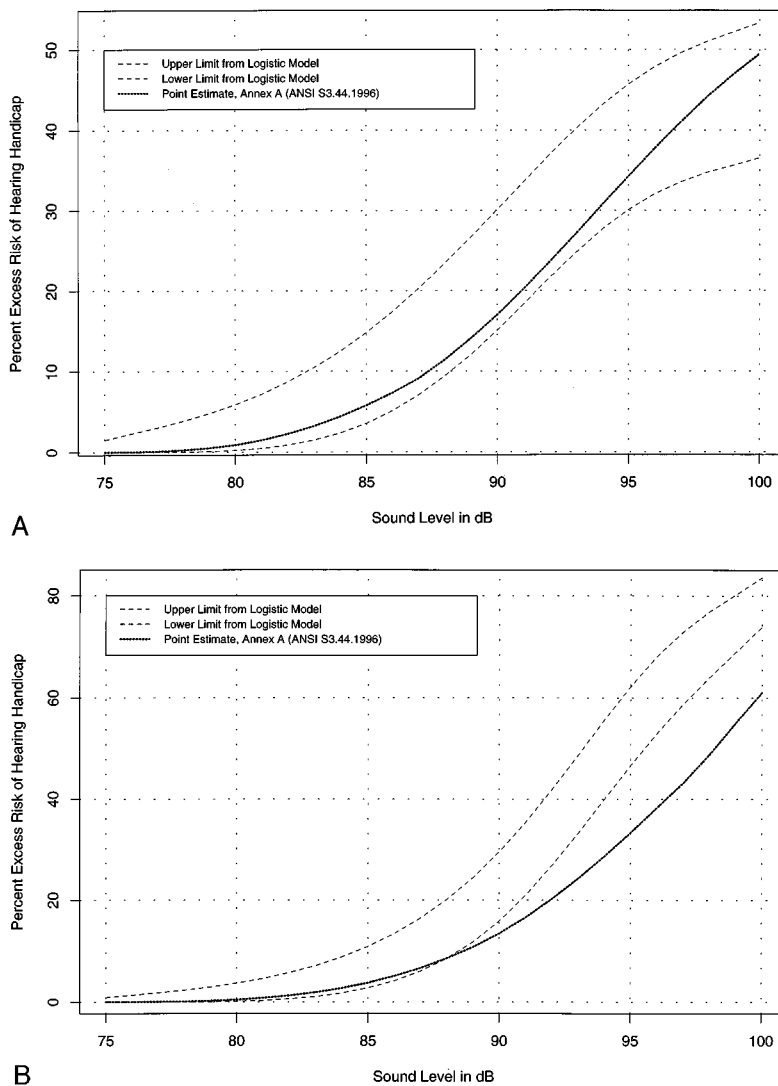 50
40
30
20
10
0
Percent Excess Risk of Hearing Handicap
Upper Limit from Logistic Model
Lower Limit from Logistic Model
Point Estimate, Annex A (ANSI S3.44.1996)
75 80 85 90 95 100
Sound Level in dB
A
80
60
40
20
0
Percent Excess Risk of Hearing Handicap
Upper Limit from Logistic Model
Lower Limit from Logistic Model
Point Estimate, Annex A (ANSI S3.44.1996)
75 80 85 90 95 100
Sound Level in dB
B